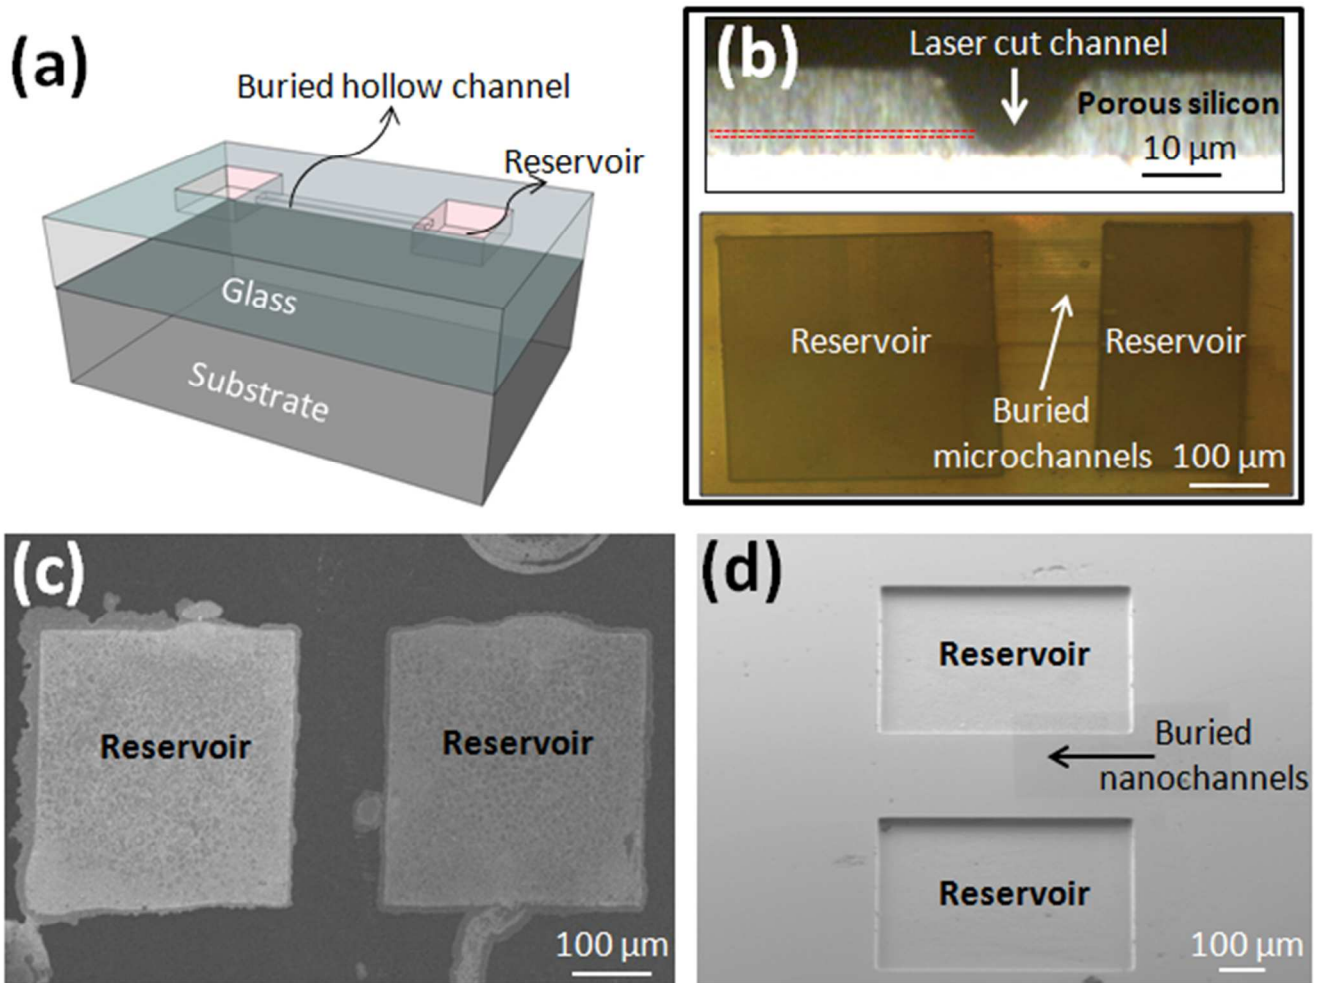 (a)
Buried hollow channel
Reservoir
Glass
Substrate
(b)
Laser cut channel
Porous silicon
10 µm
Reservoir
Reservoir
Buried
microchannels
100 µm
(c)
Reservoir
Reservoir
100 µm
(d)
Reservoir
Buried
nanochannels
Reservoir
100 µm